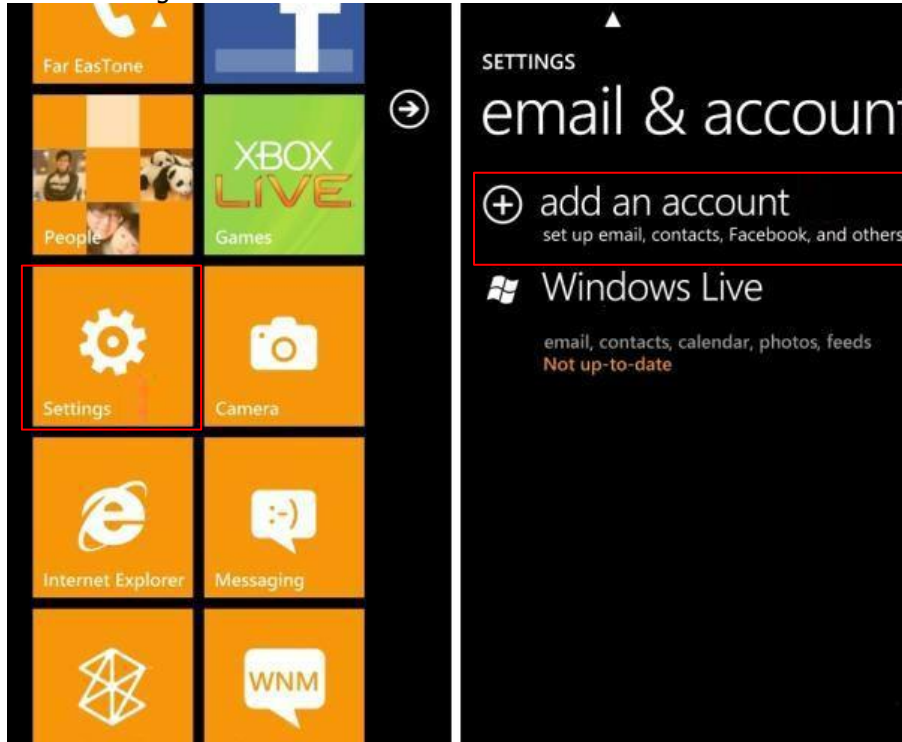 Far EasTone
People
XBOX
LIVE
Games
Settings
Camera
Internet Explorer
:-)
Messaging
WNM
SETTINGS
email & account
add an account
set up email, contacts, Facebook, and others
Windows Live
email, contacts, calendar, photos, feeds
Not up-to-date